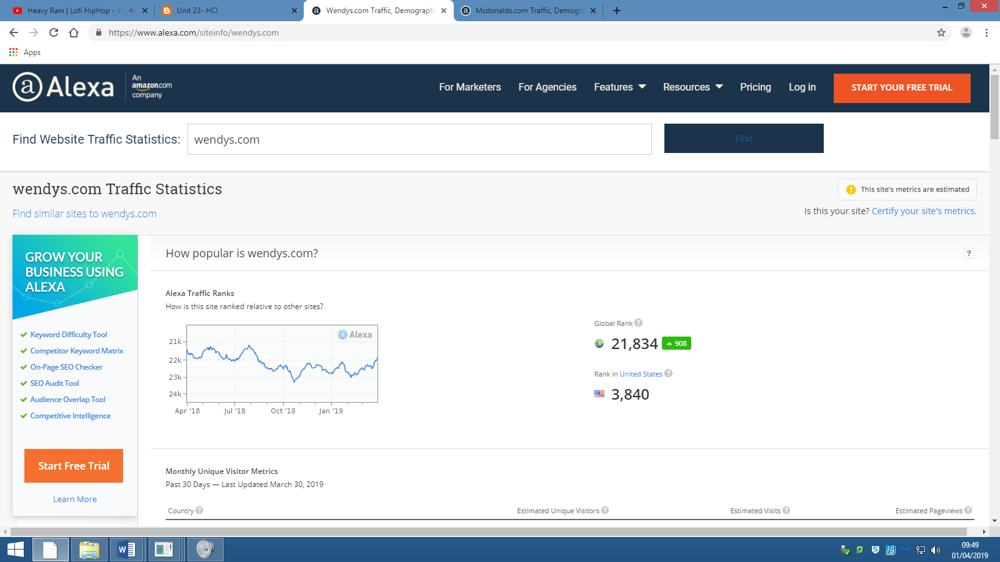 Heavy Rain | Lofi HipHop - Y
Unit 23- HCI
Wendys.com Traffic, Demograph
Mcdonalds.com Traffic, Demogra
https://www.alexa.com/siteinfo/wendys.com
Apps
a Alexa
An
amazon.com
company
For Marketers
For Agencies
Features
Resources
Pricing
Log in
START YOUR FREE TRIAL
Find Website Traffic Statistics:
wendys.com
Find
wendys.com Traffic Statistics
This site's metrics are estimated
Find similar sites to wendys.com
Is this your site? Certify your site's metrics.
GROW YOUR
BUSINESS USING
ALEXA
Keyword Difficulty Tool
Competitor Keyword Matrix
On-Page SEO Checker
SEO Audit Tool
Audience Overlap Tool
Competitive Intelligence
Start Free Trial
Learn More
How popular is wendys.com?
?
Alexa Traffic Ranks
How is this site ranked relative to other sites?
a Alexa
21k
22k
23k
24k
Apr '18
Jul '18
Oct '18
Jan '19
Global Rank ?
21,834
908
Rank in United States ?
3,840
Monthly Unique Visitor Metrics
Past 30 Days — Last Updated March 30, 2019
Country ?
Estimated Unique Visitors ?
Estimated Visits ?
Estimated Pageviews ?
09:49
01/04/2019